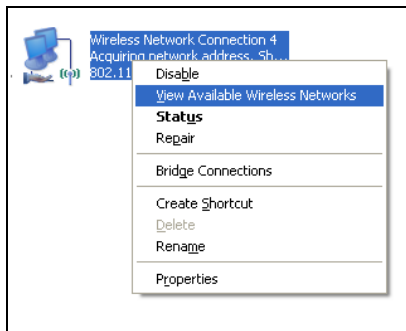 Wireless Network Connection 4
Acquiring network address, Sh...
802.11
Disable
View Available Wireless Networks
Status
Repair
Bridge Connections
Create Shortcut
Delete
Rename
Properties